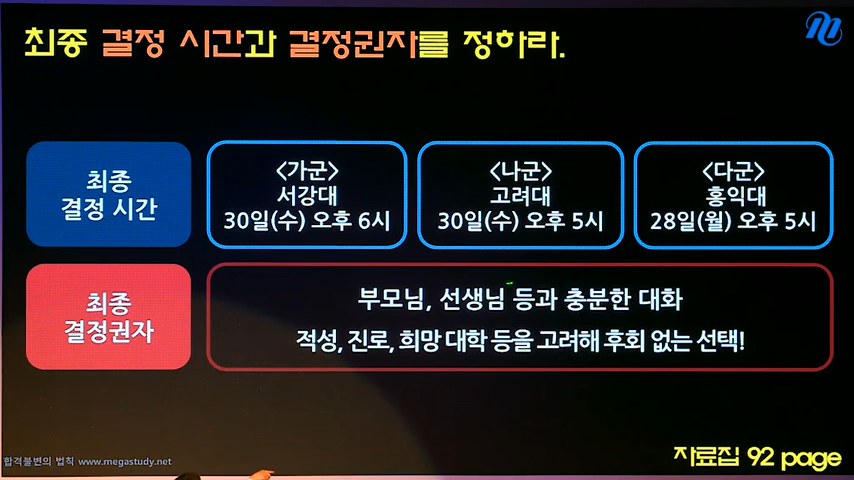 최종 결정 시간과 결정권자를 정하라.
최종
결정 시간
<가군>
서강대
30일(수) 오후 6시
<나군>
고려대
30일(수) 오후 5시
<다군>
홍익대
28일(월) 오후 5시
최종
결정권자
부모님, 선생님 등과 충분한 대화
적성, 진로, 희망 대학 등을 고려해 후회 없는 선택!
합격불변의 법칙 www.megastudy.net
자료집 92 page